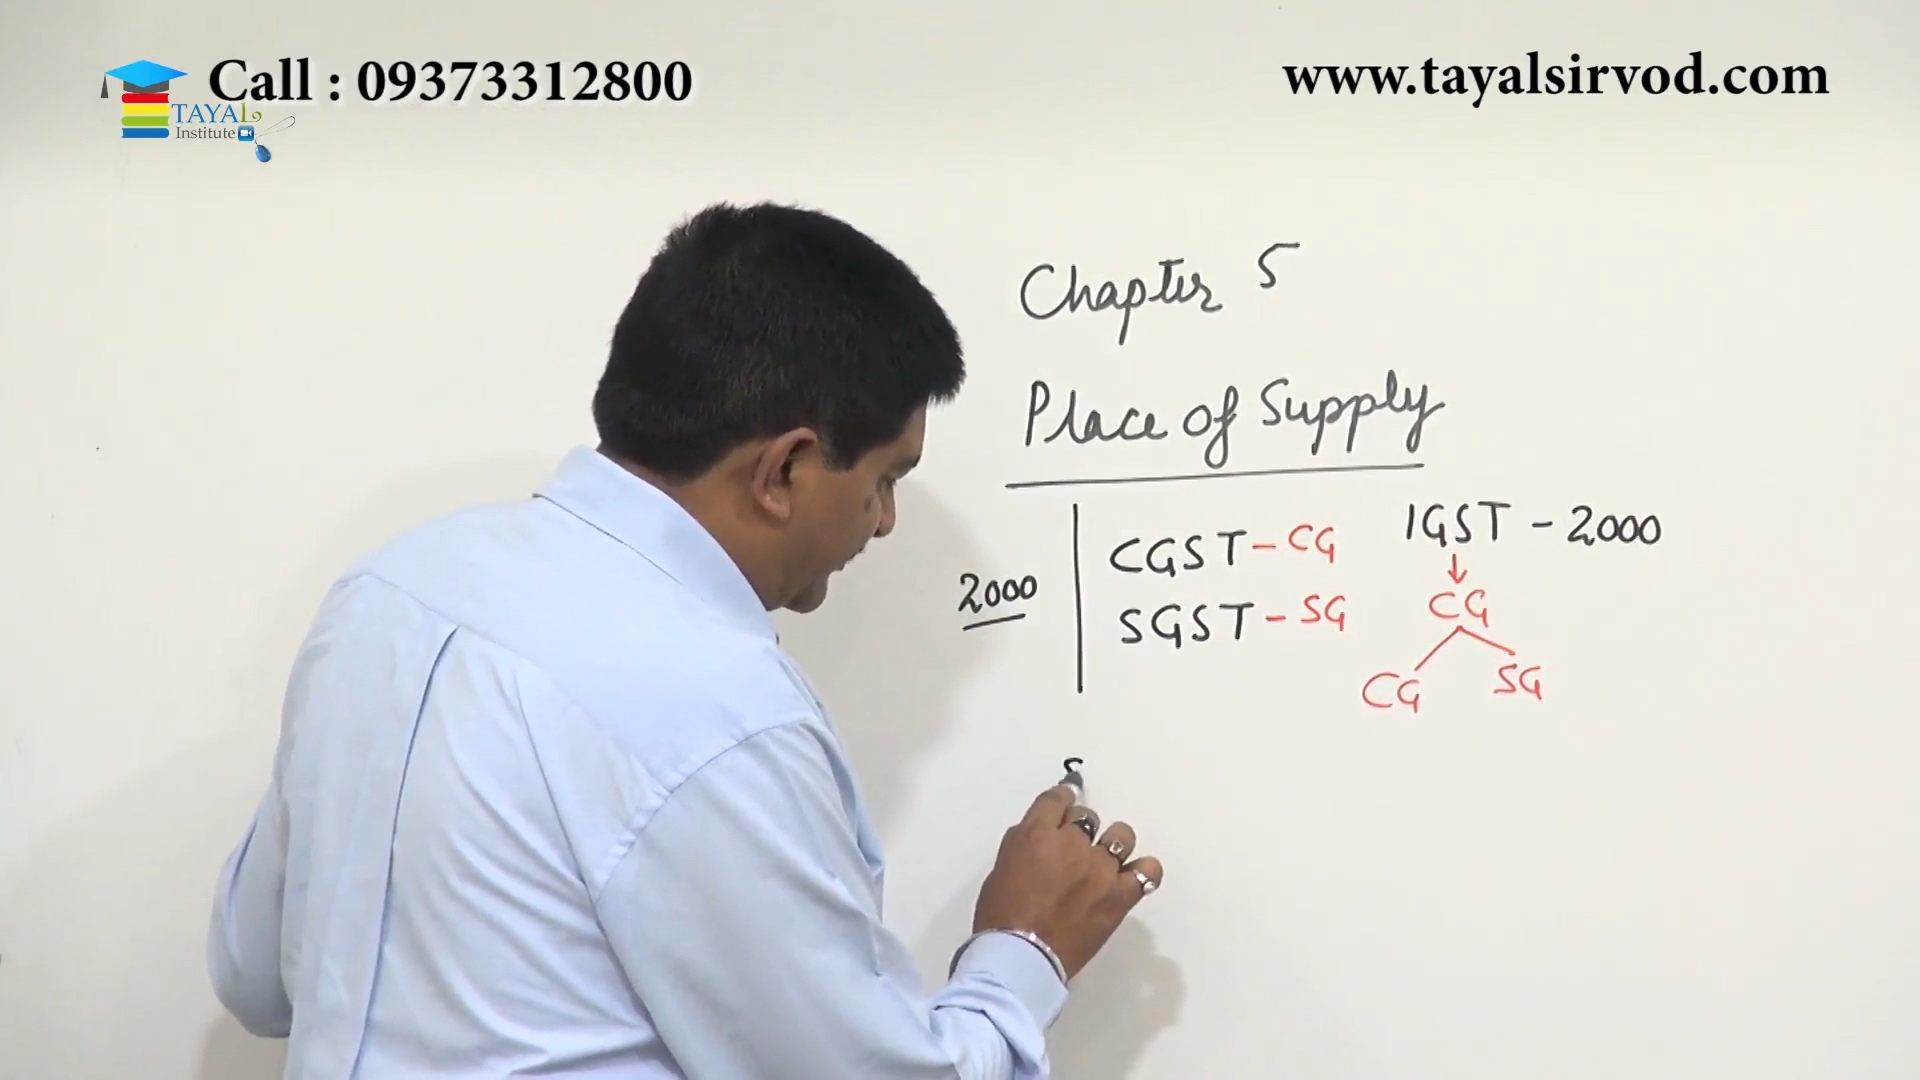 Call : 09373312800
www.tayalsirvod.com
TAYAL
Institute
Chapter 5
Place of Supply
2000
CGST - CG
SGST - SG
IGST - 2000
CG
CG SG
S